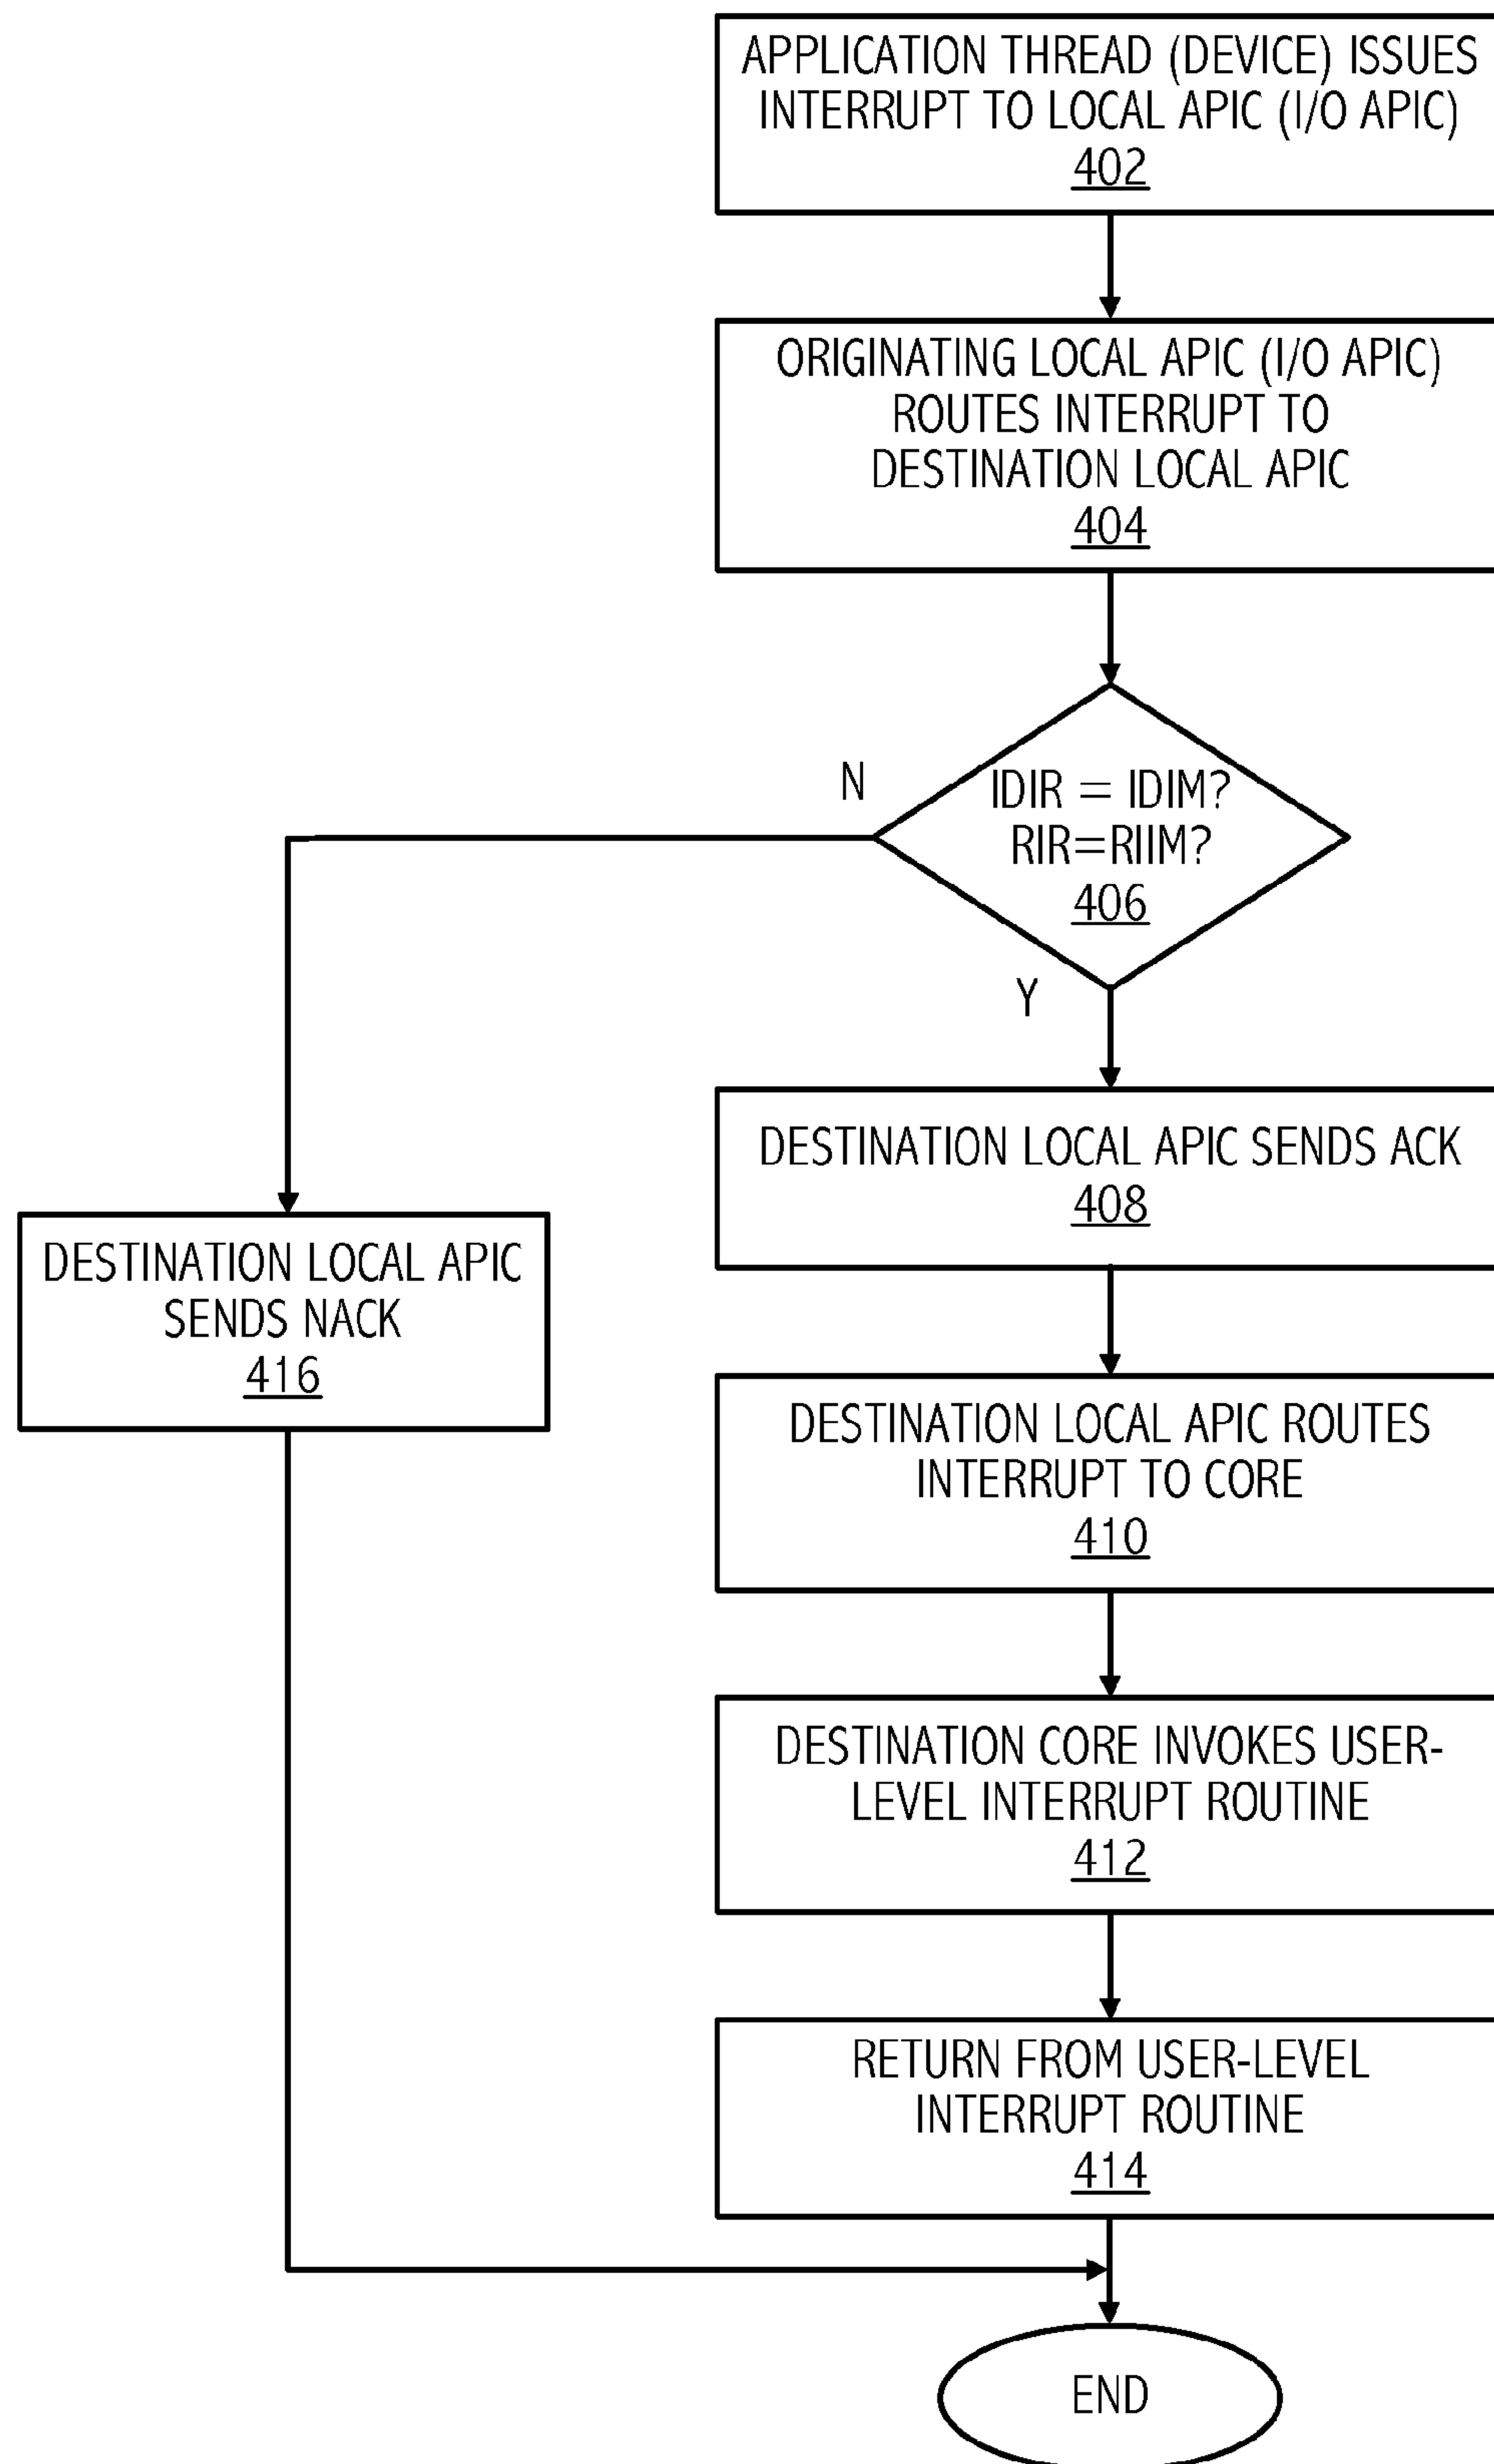 APPLICATION THREAD (DEVICE) ISSUES
INTERRUPT TO LOCAL APIC (I/O APIC)
402
ORIGINATING LOCAL APIC (I/O APIC)
ROUTES INTERRUPT TO
DESTINATION LOCAL APIC
404
N
IDIR = IDIM?
RIR=RIIM?
406
Y
DESTINATION LOCAL APIC SENDS ACK
408
DESTINATION LOCAL APIC
SENDS NACK
416
DESTINATION LOCAL APIC ROUTES
INTERRUPT TO CORE
410
DESTINATION CORE INVOKES USER-
LEVEL INTERRUPT ROUTINE
412
RETURN FROM USER-LEVEL
INTERRUPT ROUTINE
414
END